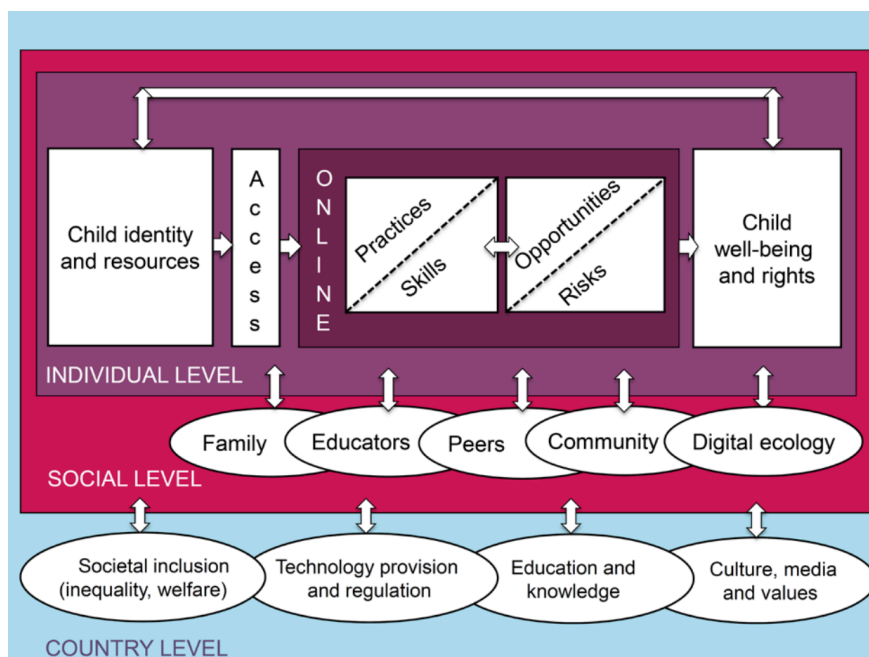 Child identity
and resources
Access
ONLINE
Practices
Skills
Opportunities
Risks
Child
well-being
and rights
INDIVIDUAL LEVEL
Family
Educators
Peers
Community
Digital ecology
SOCIAL LEVEL
Societal inclusion
(inequality, welfare)
Technology provision
and regulation
Education and
knowledge
Culture, media
and values
COUNTRY LEVEL